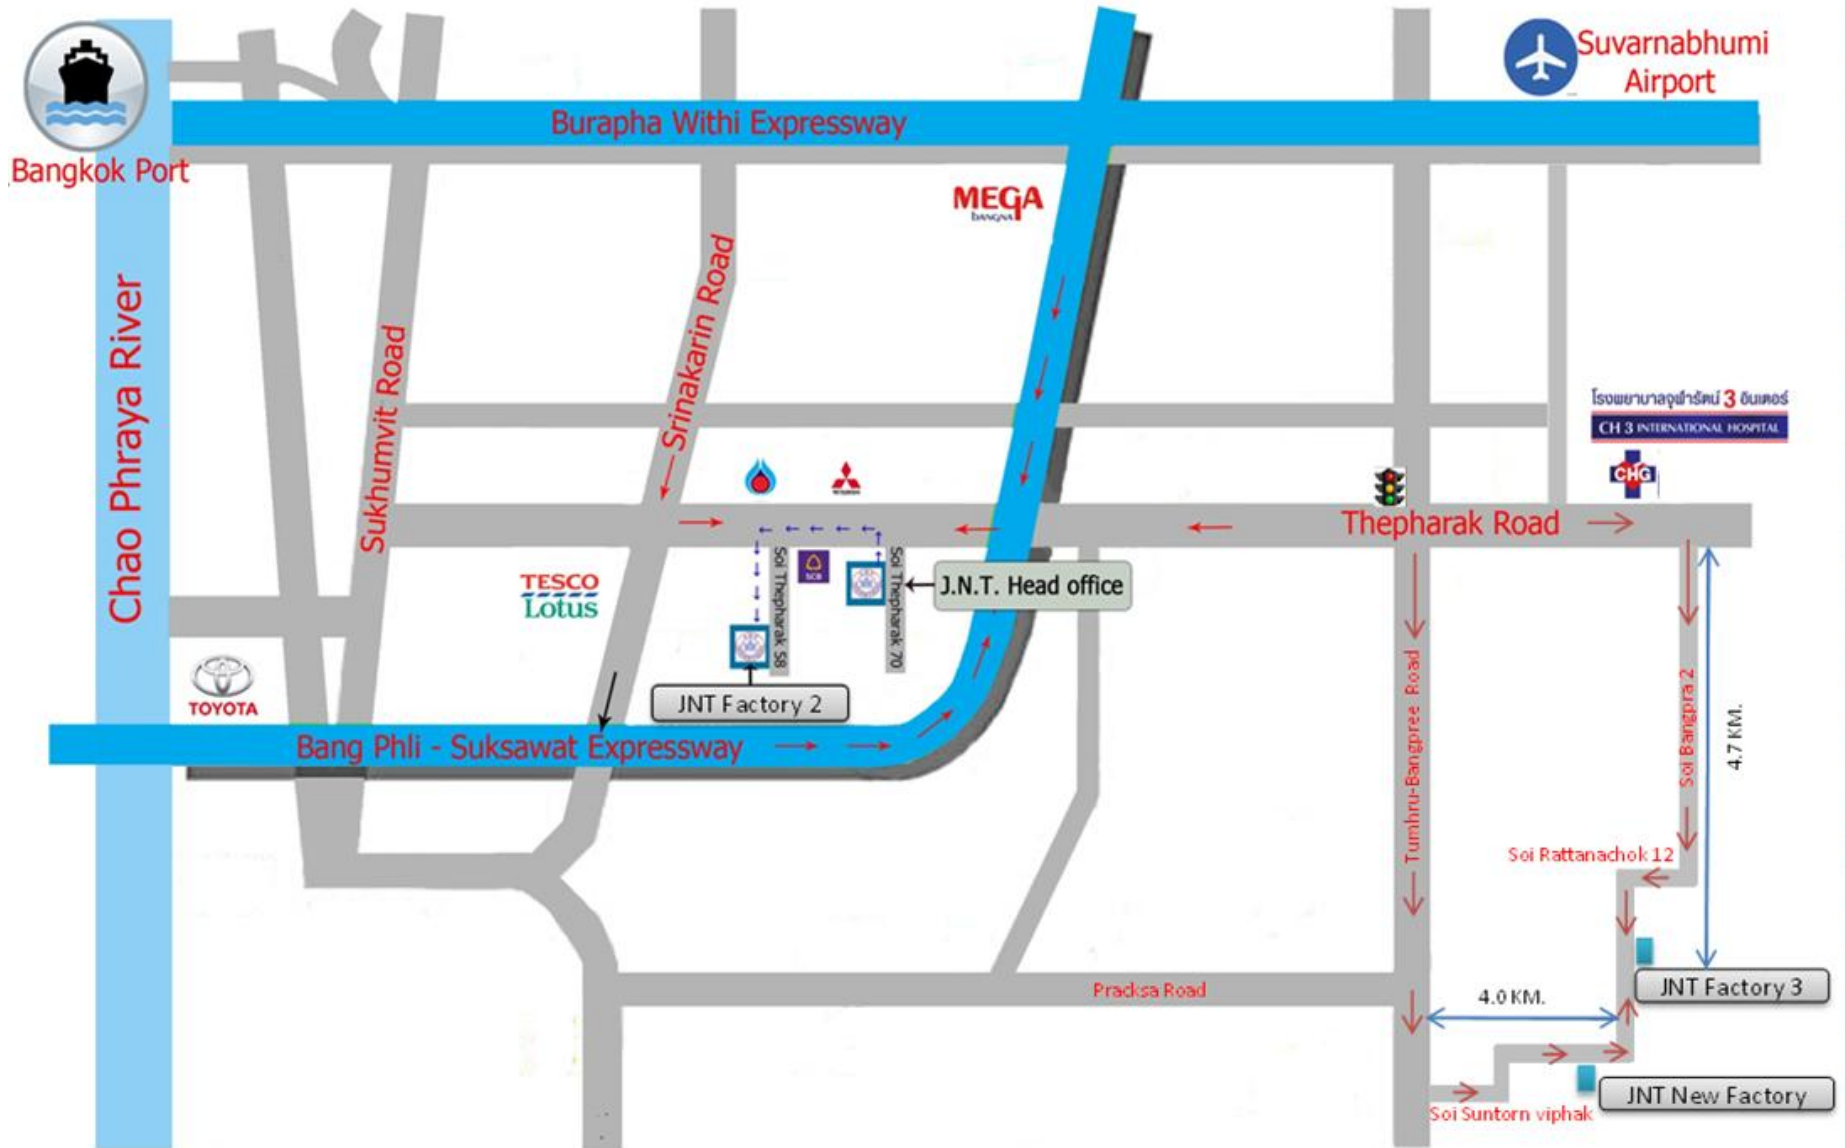 Suvarnabhumi
Airport
Burapha Withi Expressway
Bangkok Port
MEGA
bangna
Chao Phraya River
Sukhumvit Road
Srinakarin Road
โรงพยาบาลจุฬารัตน์ 3 อินเตอร์
CH 3 INTERNATIONAL HOSPITAL
CHG
Thepharak Road
TESCO
Lotus
Soi Thepharak 58
SCB
Soi Thepharak 70
J.N.T. Head office
TOYOTA
JNT Factory 2
Bang Phli - Suksawat Expressway
Tumhru-Bangpree Road
Soi Bangpra 2
4.7 KM.
Soi Rattanachok 12
Pracksa Road
4.0 KM.
JNT Factory 3
JNT New Factory
Soi Suntorn viphak